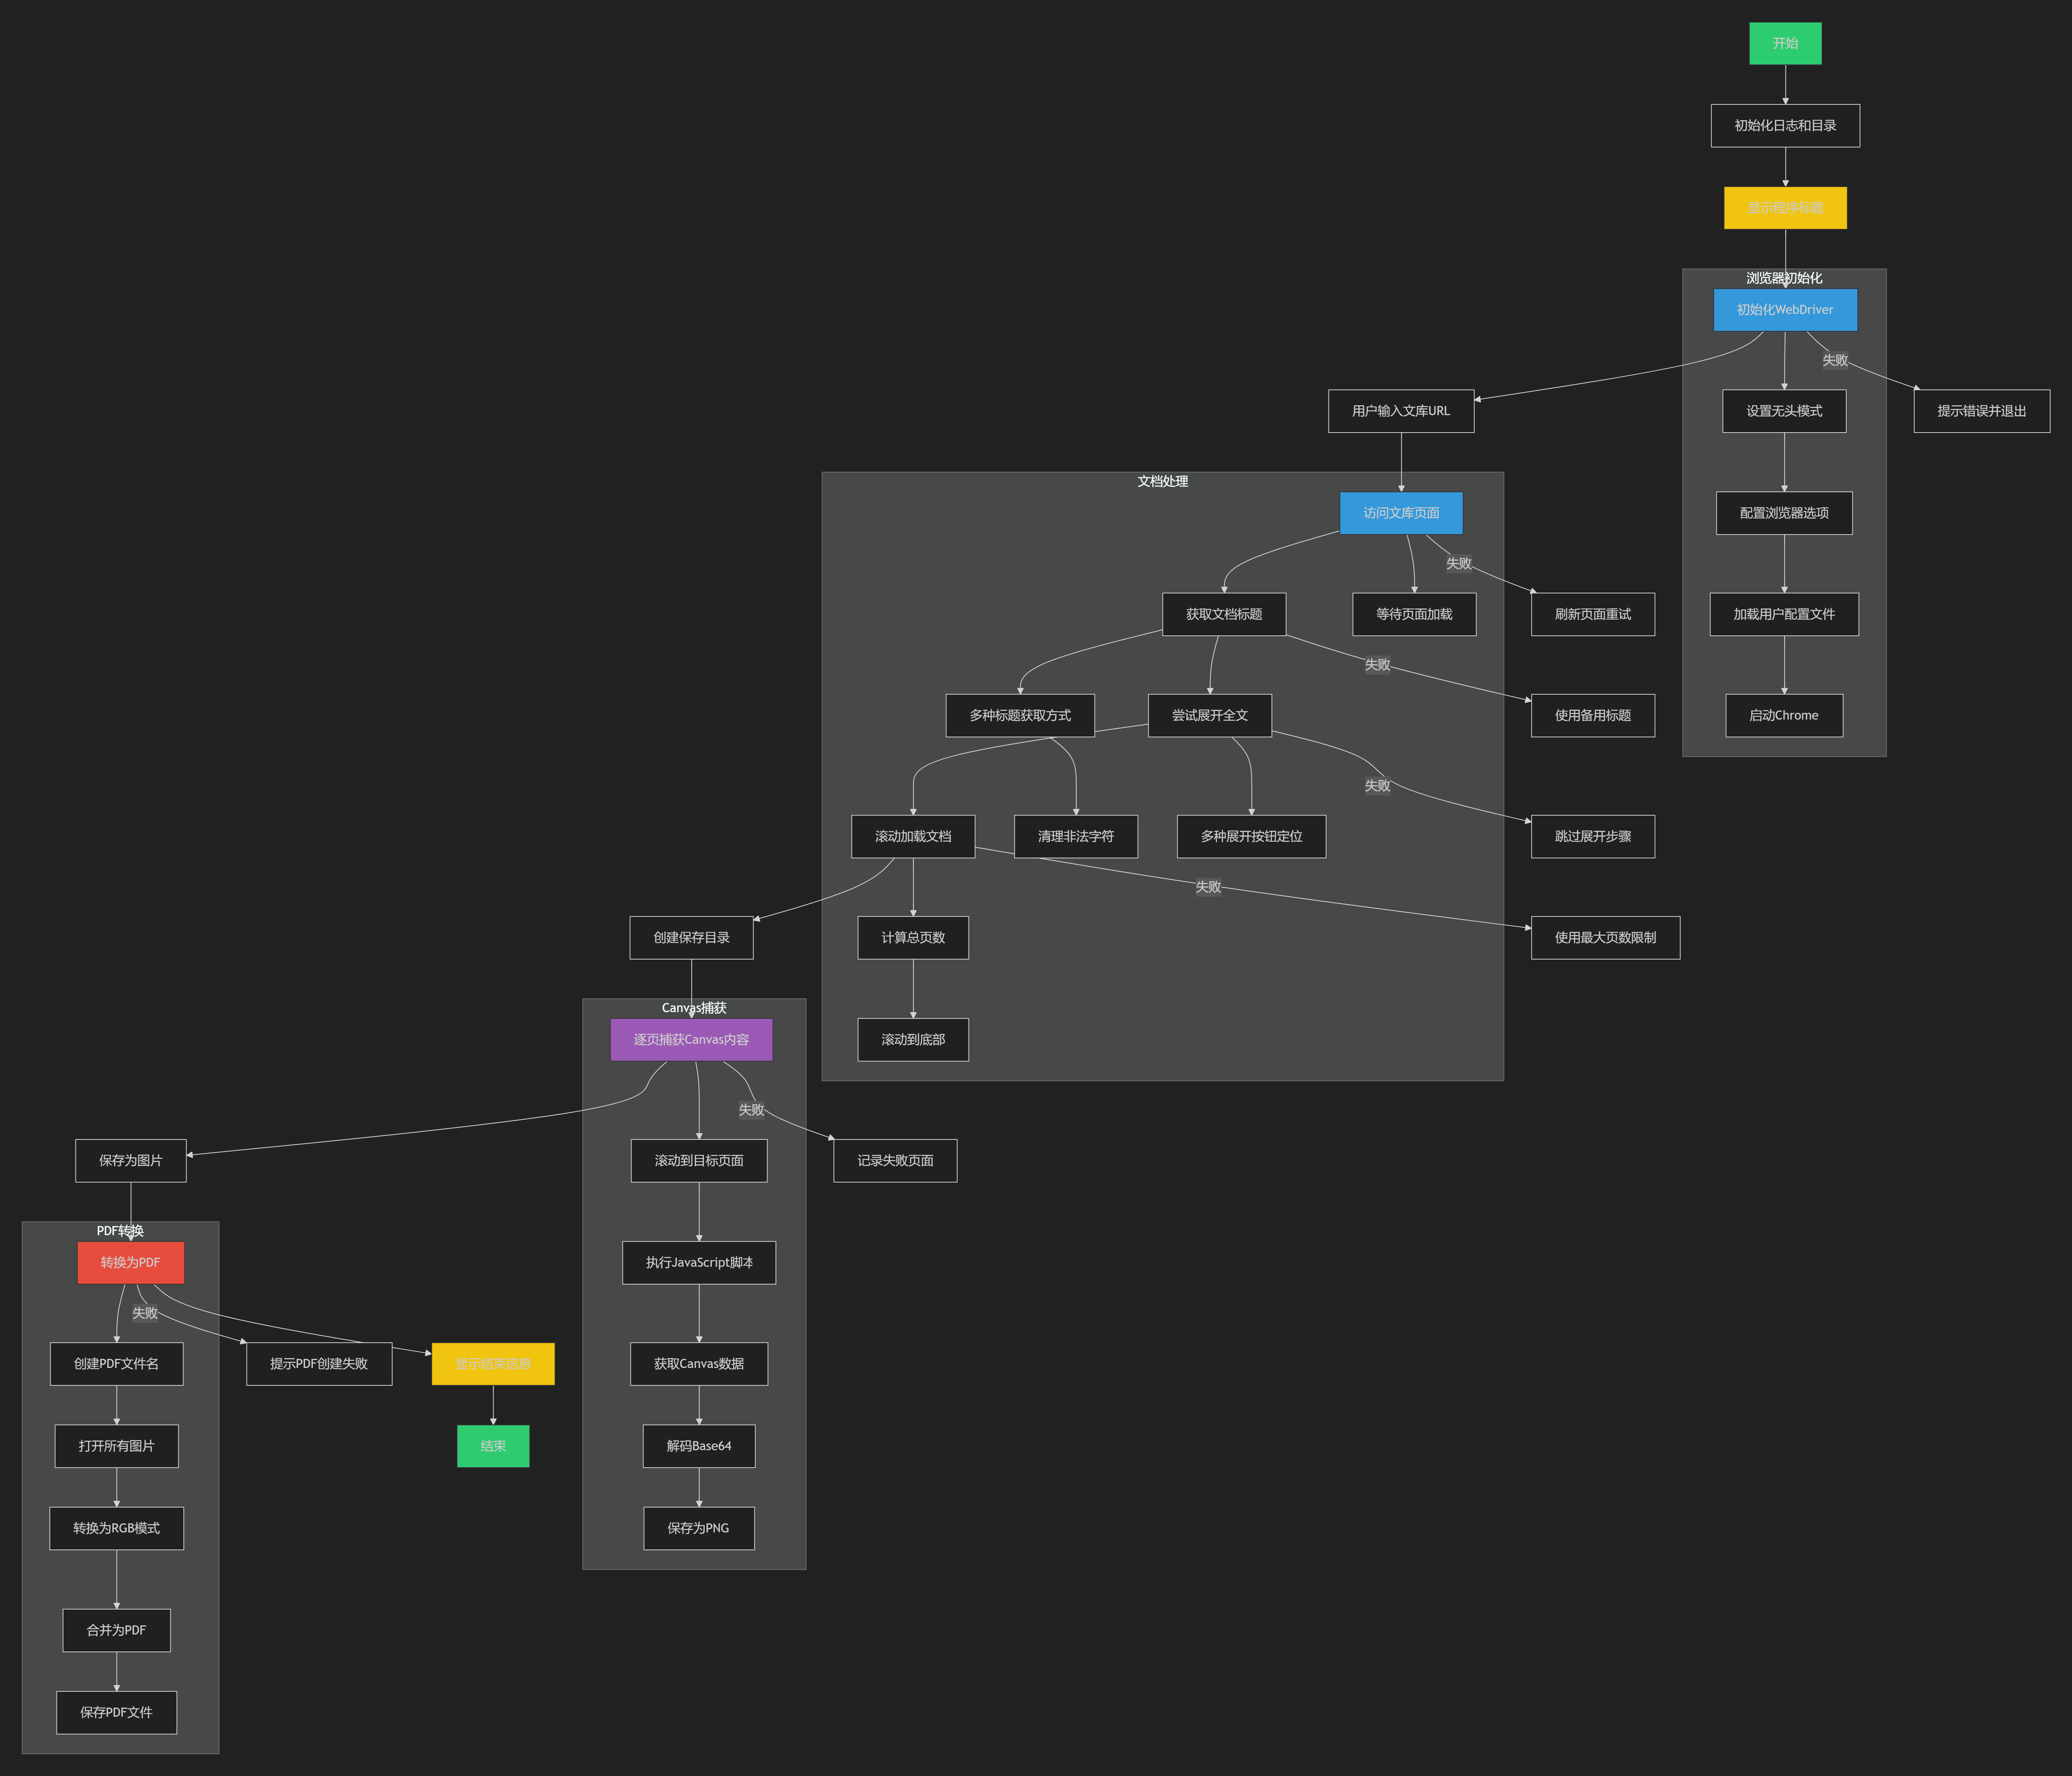 开始
初始化日志和目录
显示程序标题
浏览器初始化
初始化WebDriver
失败
用户输入文库URL
设置无头模式
提示错误并退出
文档处理
访问文库页面
配置浏览器选项
失败
获取文档标题
等待页面加载
刷新页面重试
加载用户配置文件
失败
多种标题获取方式
尝试展开全文
使用备用标题
启动Chrome
失败
滚动加载文档
清理非法字符
多种展开按钮定位
跳过展开步骤
失败
创建保存目录
计算总页数
使用最大页数限制
Canvas捕获
逐页捕获Canvas内容
滚动到底部
失败
保存为图片
滚动到目标页面
记录失败页面
PDF转换
转换为PDF
执行JavaScript脚本
失败
创建PDF文件名
提示PDF创建失败
显示结束信息
获取Canvas数据
打开所有图片
结束
解码Base64
转换为RGB模式
保存为PNG
合并为PDF
保存PDF文件